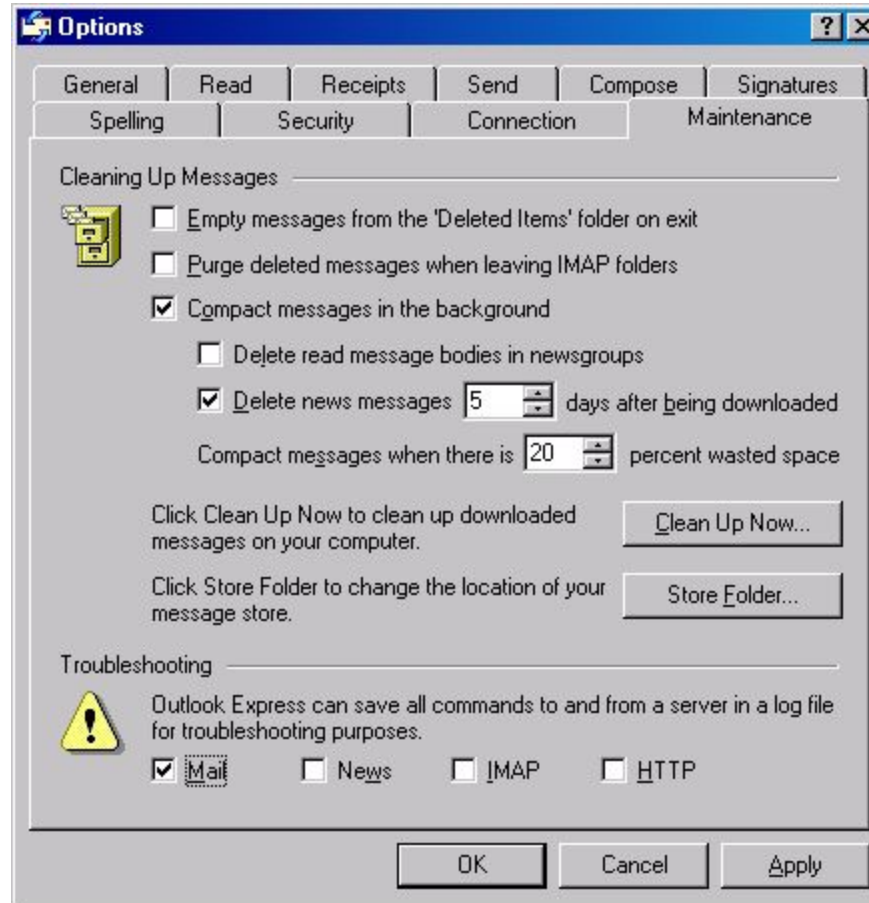 Options
General Read Receipts Send Compose Signatures
Spelling Security Connection Maintenance
Cleaning Up Messages
Empty messages from the 'Deleted Items' folder on exit
Purge deleted messages when leaving IMAP folders
Compact messages in the background
Delete read message bodies in newsgroups
Delete news messages 5 days after being downloaded
Compact messages when there is 20 percent wasted space
Click Clean Up Now to clean up downloaded
messages on your computer.
Clean Up Now...
Click Store Folder to change the location of your
message store.
Store Folder...
Troubleshooting
Outlook Express can save all commands to and from a server in a log file
for troubleshooting purposes.
Mail News IMAP HTTP
OK Cancel Apply